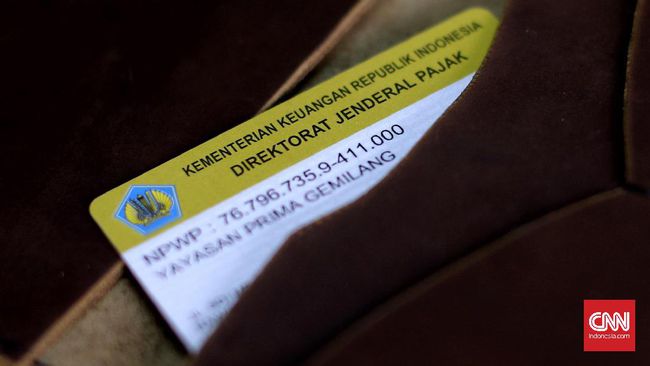 KEMENTERIAN KEUANGAN REPUBLIK INDONESIA
DIREKTORAT JENDERAL PAJAK
NPWP : 76.796.735.9-411.000
YAYASAN PRIMA GEMILANG
CNN
Indonesia.com